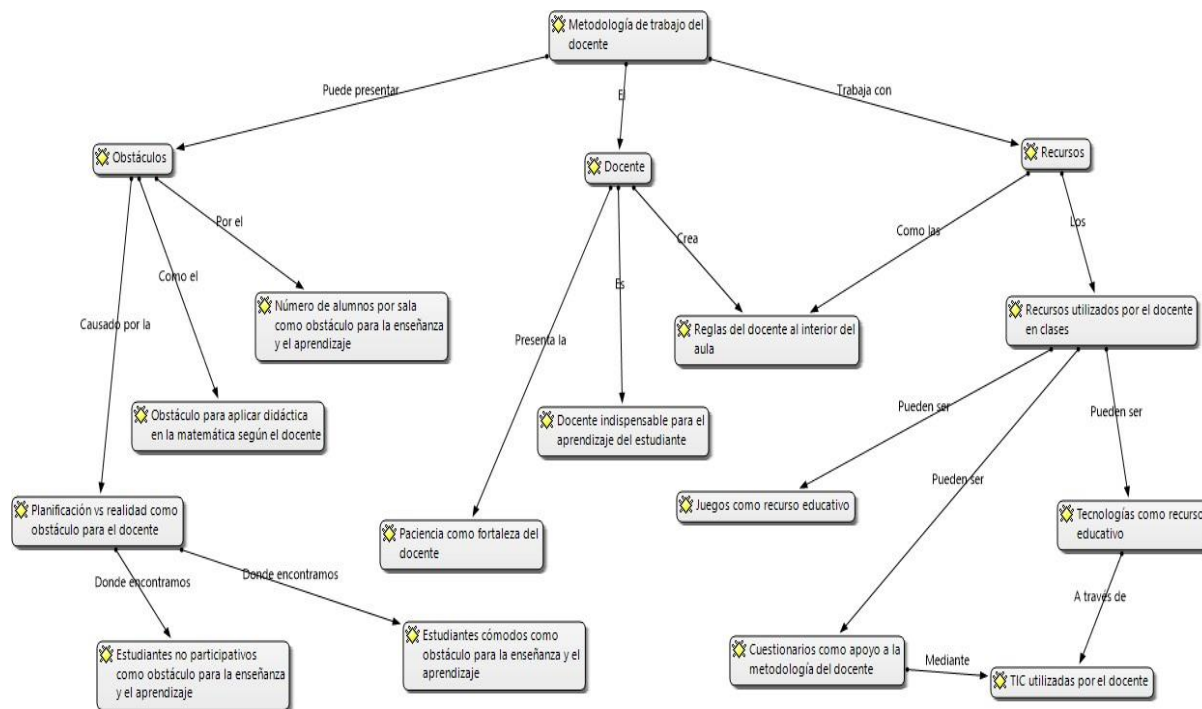 Metodología de trabajo del
docente
Puede presentar
El
Trabaja con
Obstáculos
Docente
Recursos
Por el
Como el
Causado por la
Crea
Es
Presenta la
Como las
Los
Número de alumnos por sala
como obstáculo para la enseñanza
y el aprendizaje
Reglas del docente al interior del
aula
Recursos utilizados por el docente
en clases
Obstáculo para aplicar didáctica
en la matemática según el docente
Docente indispensable para el
aprendizaje del estudiante
Pueden ser
Pueden ser
Pueden ser
Planificación vs realidad como
obstáculo para el docente
Paciencia como fortaleza del
docente
Juegos como recurso educativo
Tecnologías como recurso
educativo
Donde encontramos
Donde encontramos
A través de
Estudiantes no participativos
como obstáculo para la enseñanza
y el aprendizaje
Estudiantes cómodos como
obstáculo para la enseñanza y el
aprendizaje
Cuestionarios como apoyo a la
metodología del docente
Mediante
TIC utilizadas por el docente